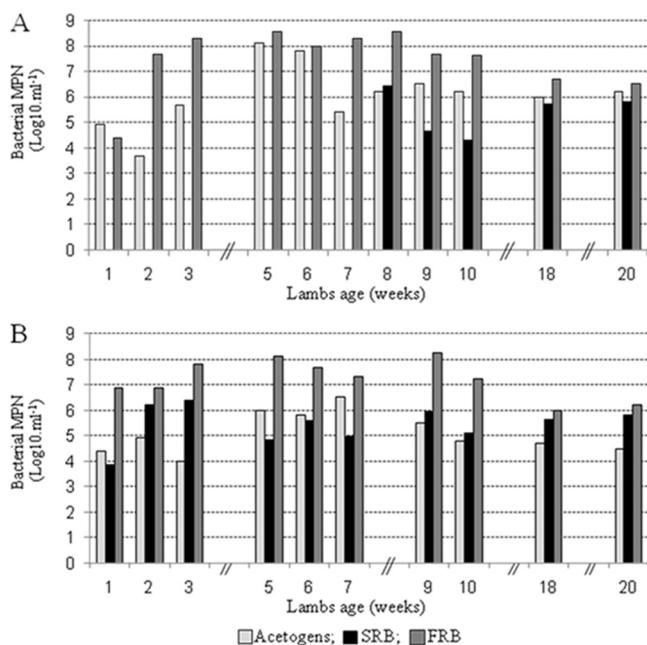 A
Bacterial MPN
(Log10.ml-1)
9
8
7
6
5
4
3
2
1
0
1 2 3 // 5 6 7 8 9 10 // 18 // 20
Lambs age (weeks)
B
Bacterial MPN
(Log10.ml-1)
9
8
7
6
5
4
3
2
1
0
1 2 3 // 5 6 7 // 9 10 // 18 // 20
Lambs age (weeks)
Acetogens; SRB; FRB